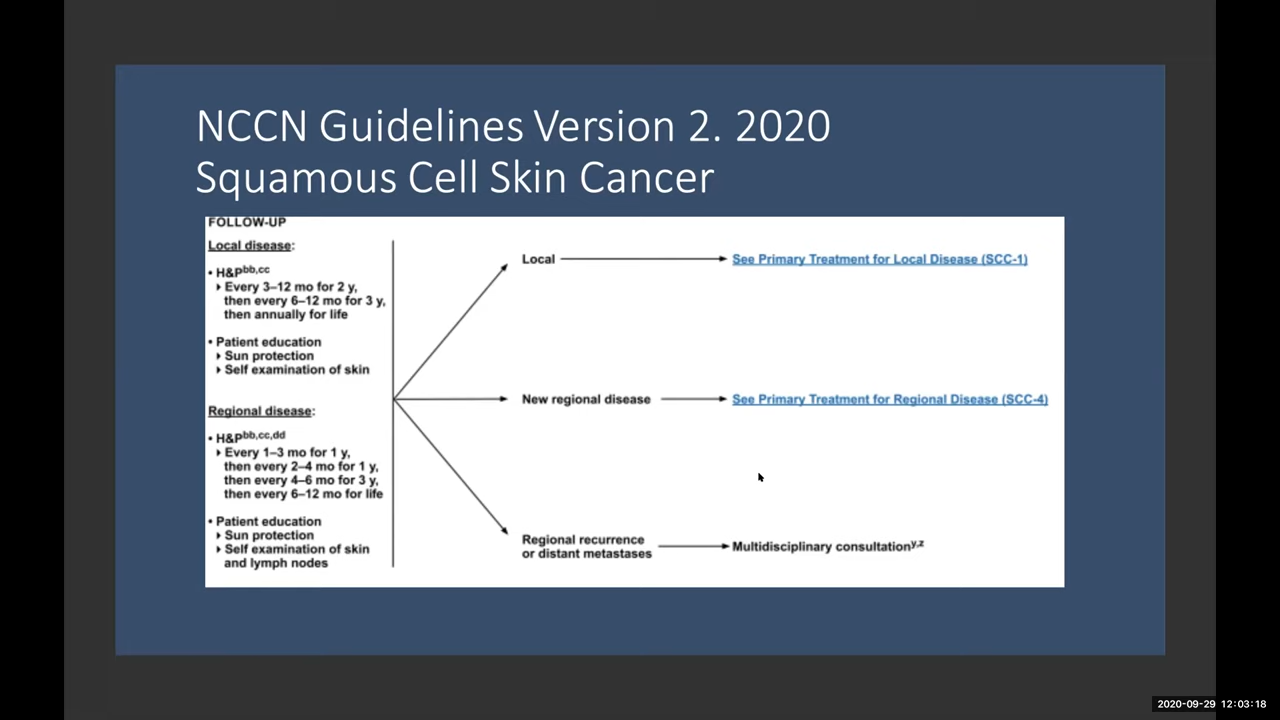 NCCN Guidelines Version 2. 2020
Squamous Cell Skin Cancer
FOLLOW-UP
Local disease:
• H&Pbb,cc
‣ Every 3–12 mo for 2 y,
then every 6–12 mo for 3 y,
then annually for life
• Patient education
‣ Sun protection
‣ Self examination of skin
Regional disease:
• H&Pbb,cc,dd
‣ Every 1–3 mo for 1 y,
then every 2–4 mo for 1 y,
then every 4–6 mo for 3 y,
then every 6–12 mo for life
• Patient education
‣ Sun protection
‣ Self examination of skin
and lymph nodes
Local
See Primary Treatment for Local Disease (SCC-1)
New regional disease
See Primary Treatment for Regional Disease (SCC-4)
Regional recurrence
or distant metastases
Multidisciplinary consultationy,z
2020-09-29 12:03:18